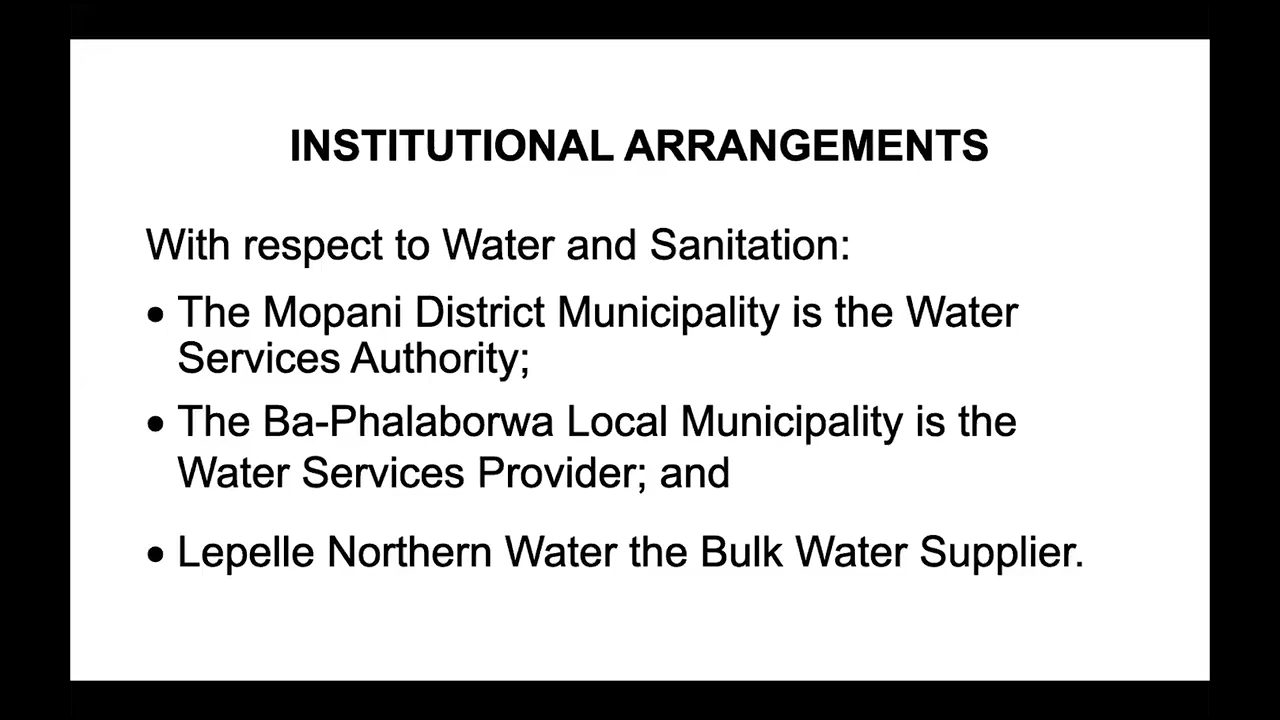 INSTITUTIONAL ARRANGEMENTS
With respect to Water and Sanitation:
• The Mopani District Municipality is the Water
Services Authority;
• The Ba-Phalaborwa Local Municipality is the
Water Services Provider; and
• Lepelle Northern Water the Bulk Water Supplier.